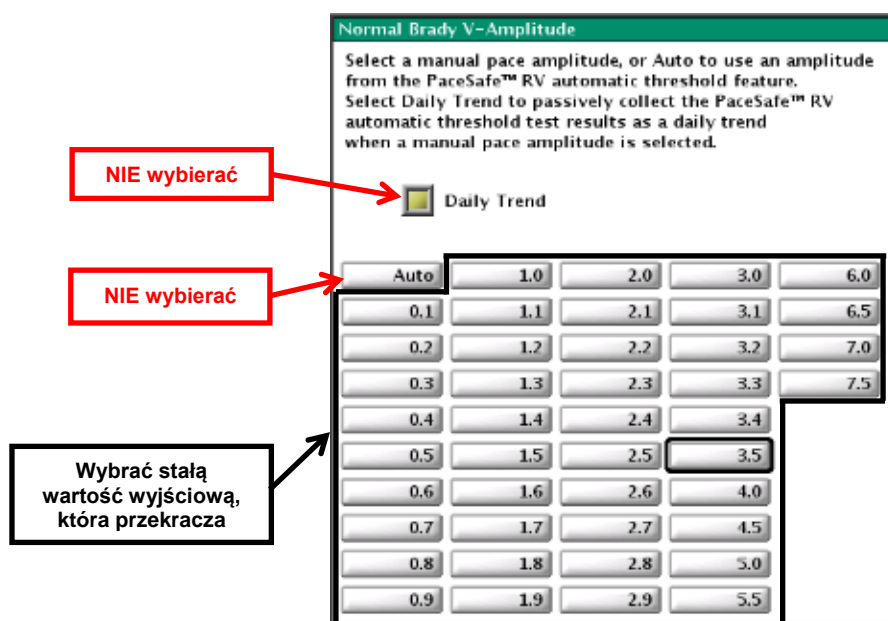 Normal Brady V-Amplitude
Select a manual pace amplitude, or Auto to use an amplitude
from the PaceSafe™ RV automatic threshold feature.
Select Daily Trend to passively collect the PaceSafe™ RV
automatic threshold test results as a daily trend
when a manual pace amplitude is selected.
NIE wybierać
Daily Trend
NIE wybierać
Auto 1.0 2.0 3.0 6.0
0.1 1.1 2.1 3.1 6.5
0.2 1.2 2.2 3.2 7.0
0.3 1.3 2.3 3.3 7.5
0.4 1.4 2.4 3.4
0.5 1.5 2.5 3.5
0.6 1.6 2.6 4.0
0.7 1.7 2.7 4.5
0.8 1.8 2.8 5.0
0.9 1.9 2.9 5.5
Wybrać stałą
wartość wyjściową,
która przekracza